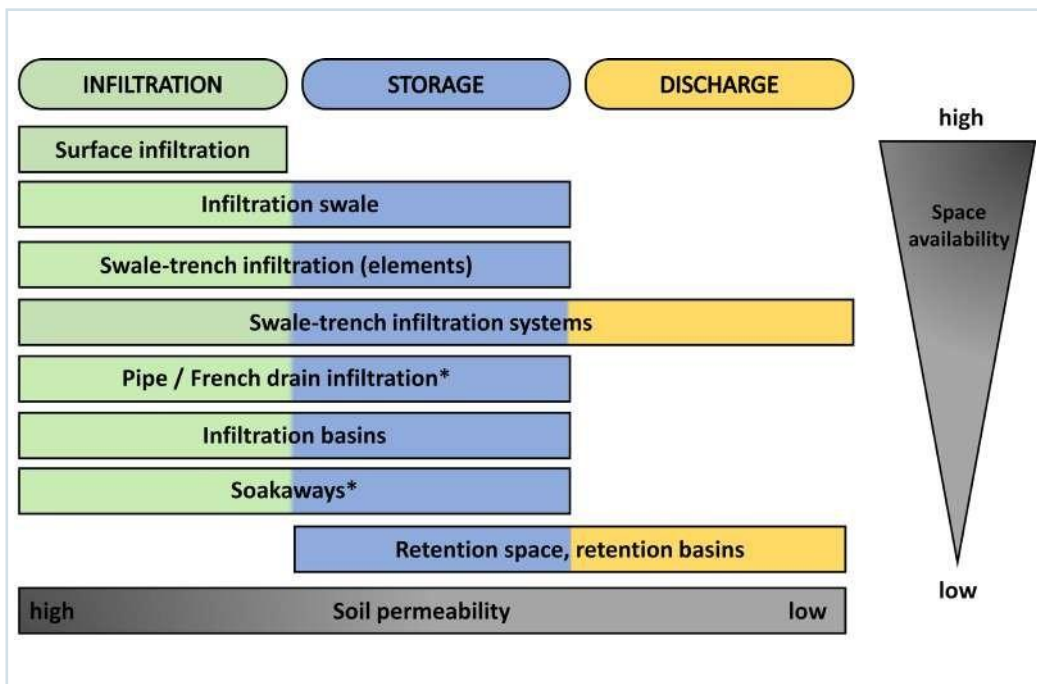 INFILTRATION STORAGE DISCHARGE
high
Surface infiltration
Infiltration swale
Space
availability
Swale-trench infiltration (elements)
Swale-trench infiltration systems
Pipe / French drain infiltration*
Infiltration basins
Soakaways*
Retention space, retention basins
low
high Soil permeability low